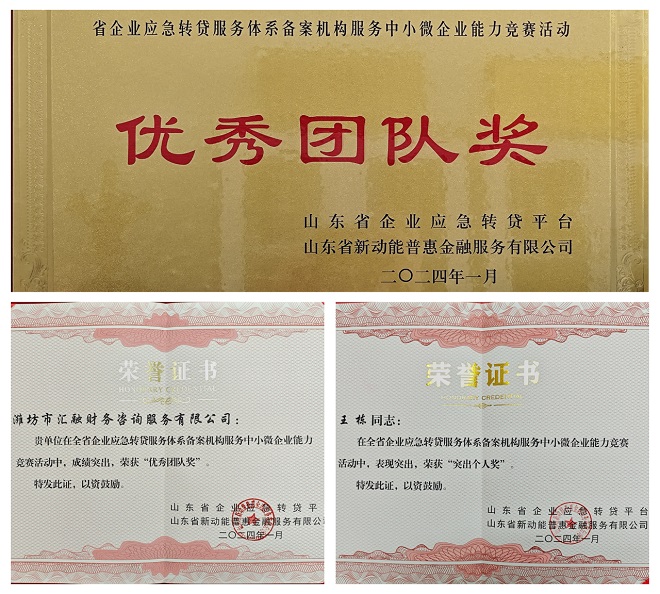 省企业应急转贷服务体系备案机构服务中小微企业能力竞赛活动
优秀团队奖
山东省企业应急转贷平台
山东省新动能普惠金融服务有限公司
二〇二四年一月
荣誉证书
潍坊市汇融财务咨询服务有限公司：
贵单位在全省企业应急转贷服务体系备案机构服务中小微企业能力
竞赛活动中，成绩突出，荣获“优秀团队奖”。
特发此证，以资鼓励。
山东省企业应急转贷平
山东省新动能普惠金融服务有限公
二〇二四年一月
荣誉证书
王栋同志：
在全省企业应急转贷服务体系备案机构服务中小微企业能力竞赛
活动中，表现突出，荣获“突出个人奖”。
特发此证，以资鼓励。
山东省企业应急转贷平台
山东省新动能普惠金融服务有限公司
二〇二四年一月